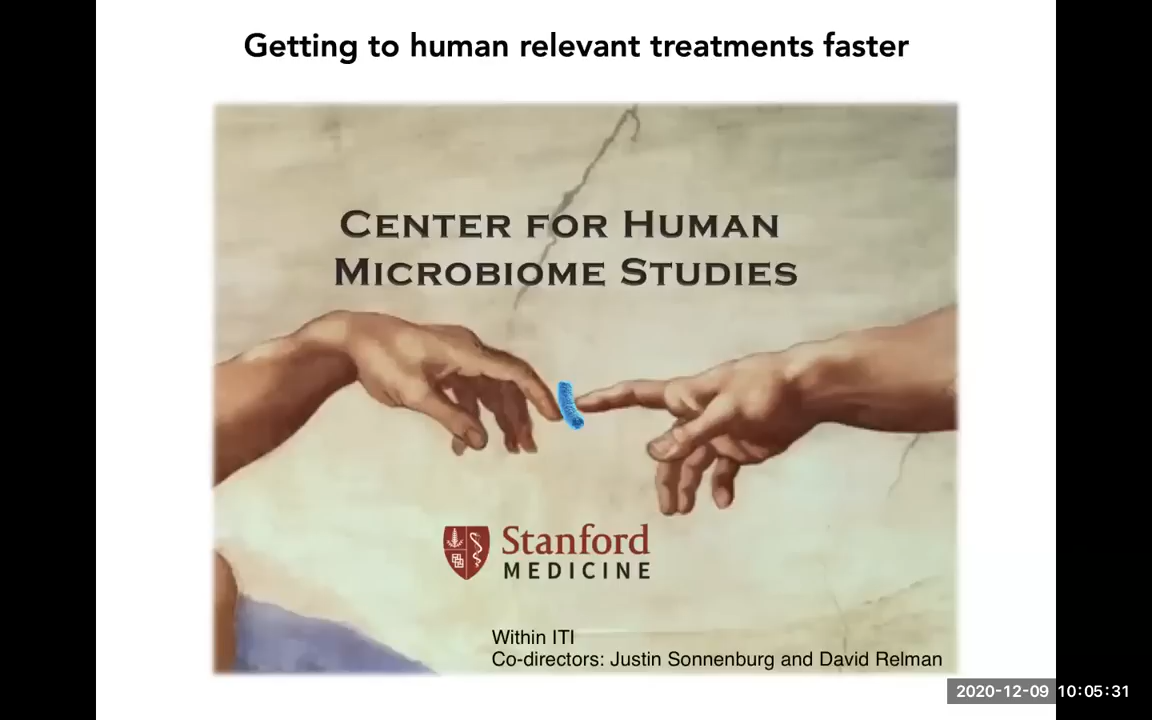 Getting to human relevant treatments faster
CENTER FOR HUMAN
MICROBIOME STUDIES
Stanford
MEDICINE
Within ITI
Co-directors: Justin Sonnenburg and David Relman
2020-12-09 10:05:31